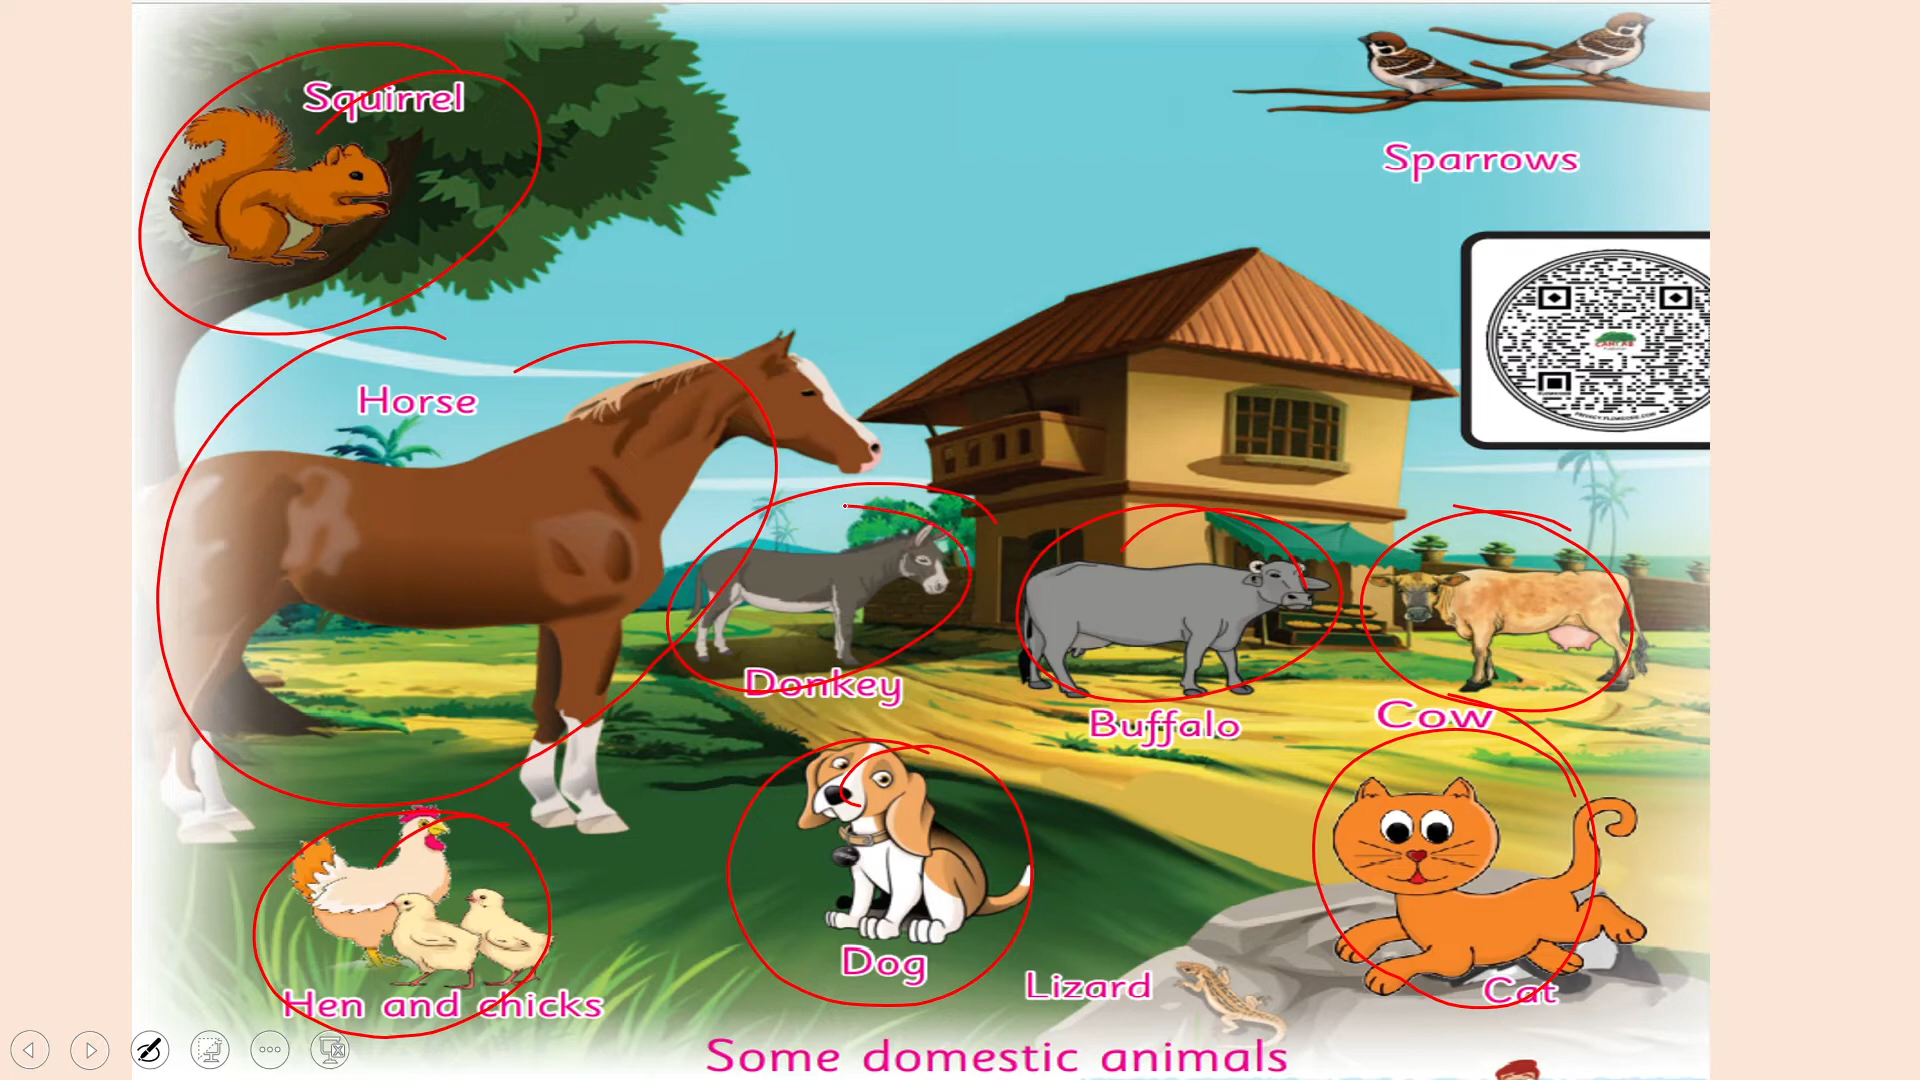 Squirrel
Sparrows
Horse
Donkey
Buffalo
Cow
Dog
Lizard
Cat
Hen and chicks
Some domestic animals